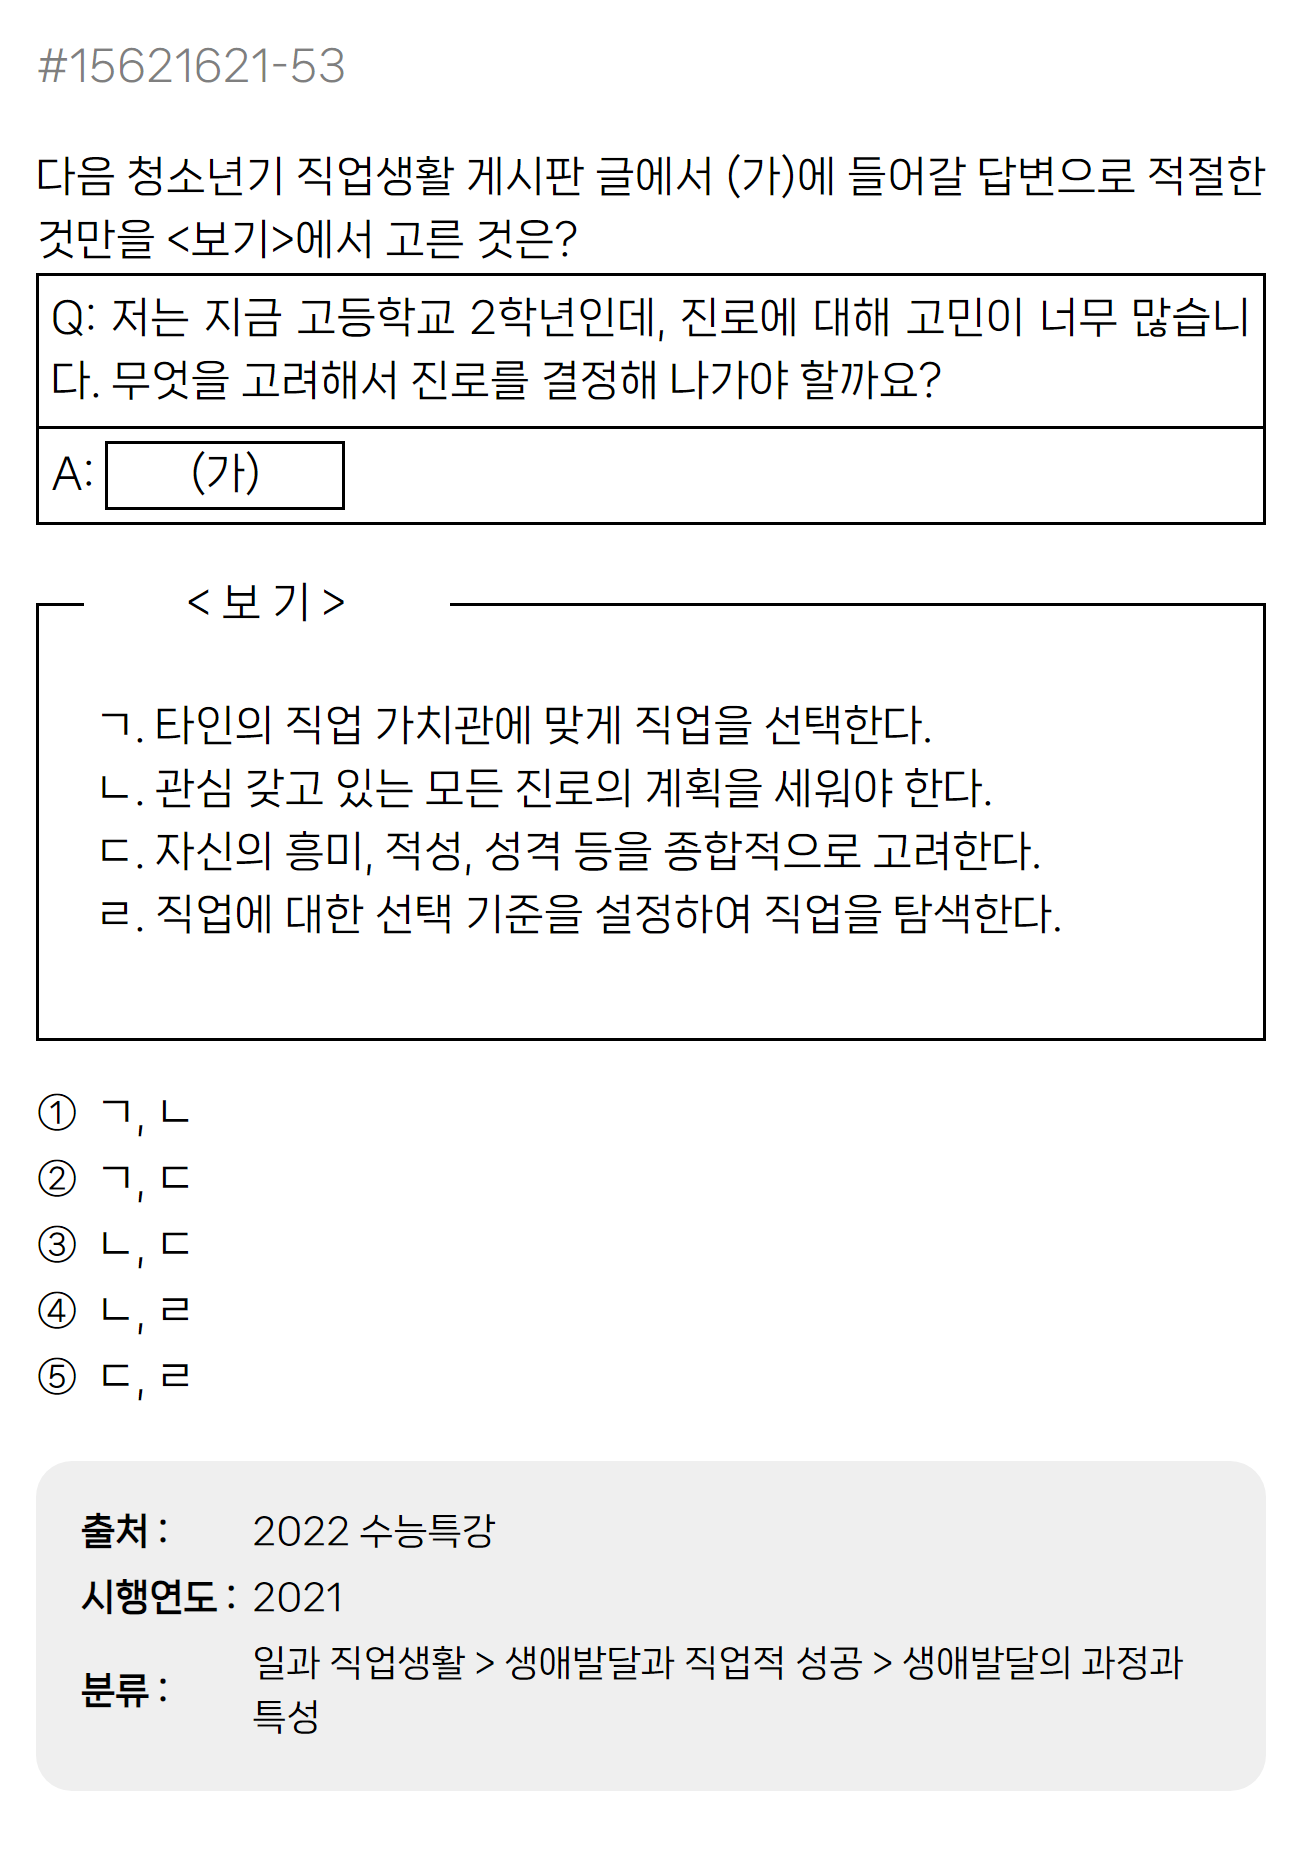 #15621621-53
다음 청소년기 직업생활 게시판 글에서 (가)에 들어갈 답변으로 적절한
것만을 <보기>에서 고른 것은?
Q: 저는 지금 고등학교 2학년인데, 진로에 대해 고민이 너무 많습니
다. 무엇을 고려해서 진로를 결정해 나가야 할까요?
A: (가)
< 보 기 >
ㄱ. 타인의 직업 가치관에 맞게 직업을 선택한다.
ㄴ. 관심 갖고 있는 모든 진로의 계획을 세워야 한다.
ㄷ. 자신의 흥미, 적성, 성격 등을 종합적으로 고려한다.
ㄹ. 직업에 대한 선택 기준을 설정하여 직업을 탐색한다.
① ㄱ, ㄴ
② ㄱ, ㄷ
③ ㄴ, ㄷ
④ ㄴ, ㄹ
⑤ ㄷ, ㄹ
출처 : 2022 수능특강
시행연도 : 2021
분류 : 일과 직업생활 > 생애발달과 직업적 성공 > 생애발달의 과정과
특성